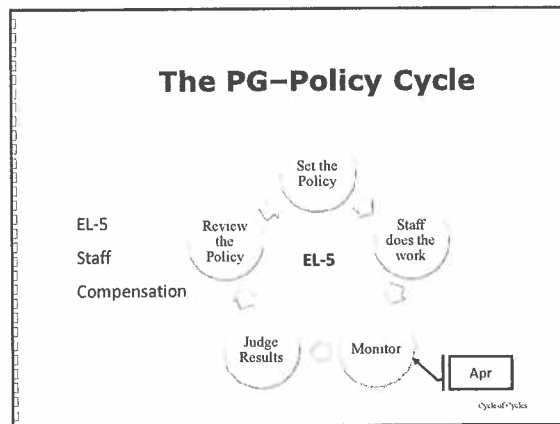 The PG–Policy Cycle
Set the
Policy
Staff
does the
work
Monitor
Apr
Judge
Results
Review
the
Policy
EL-5
EL-5
Staff
Compensation
Cycle of Cycles